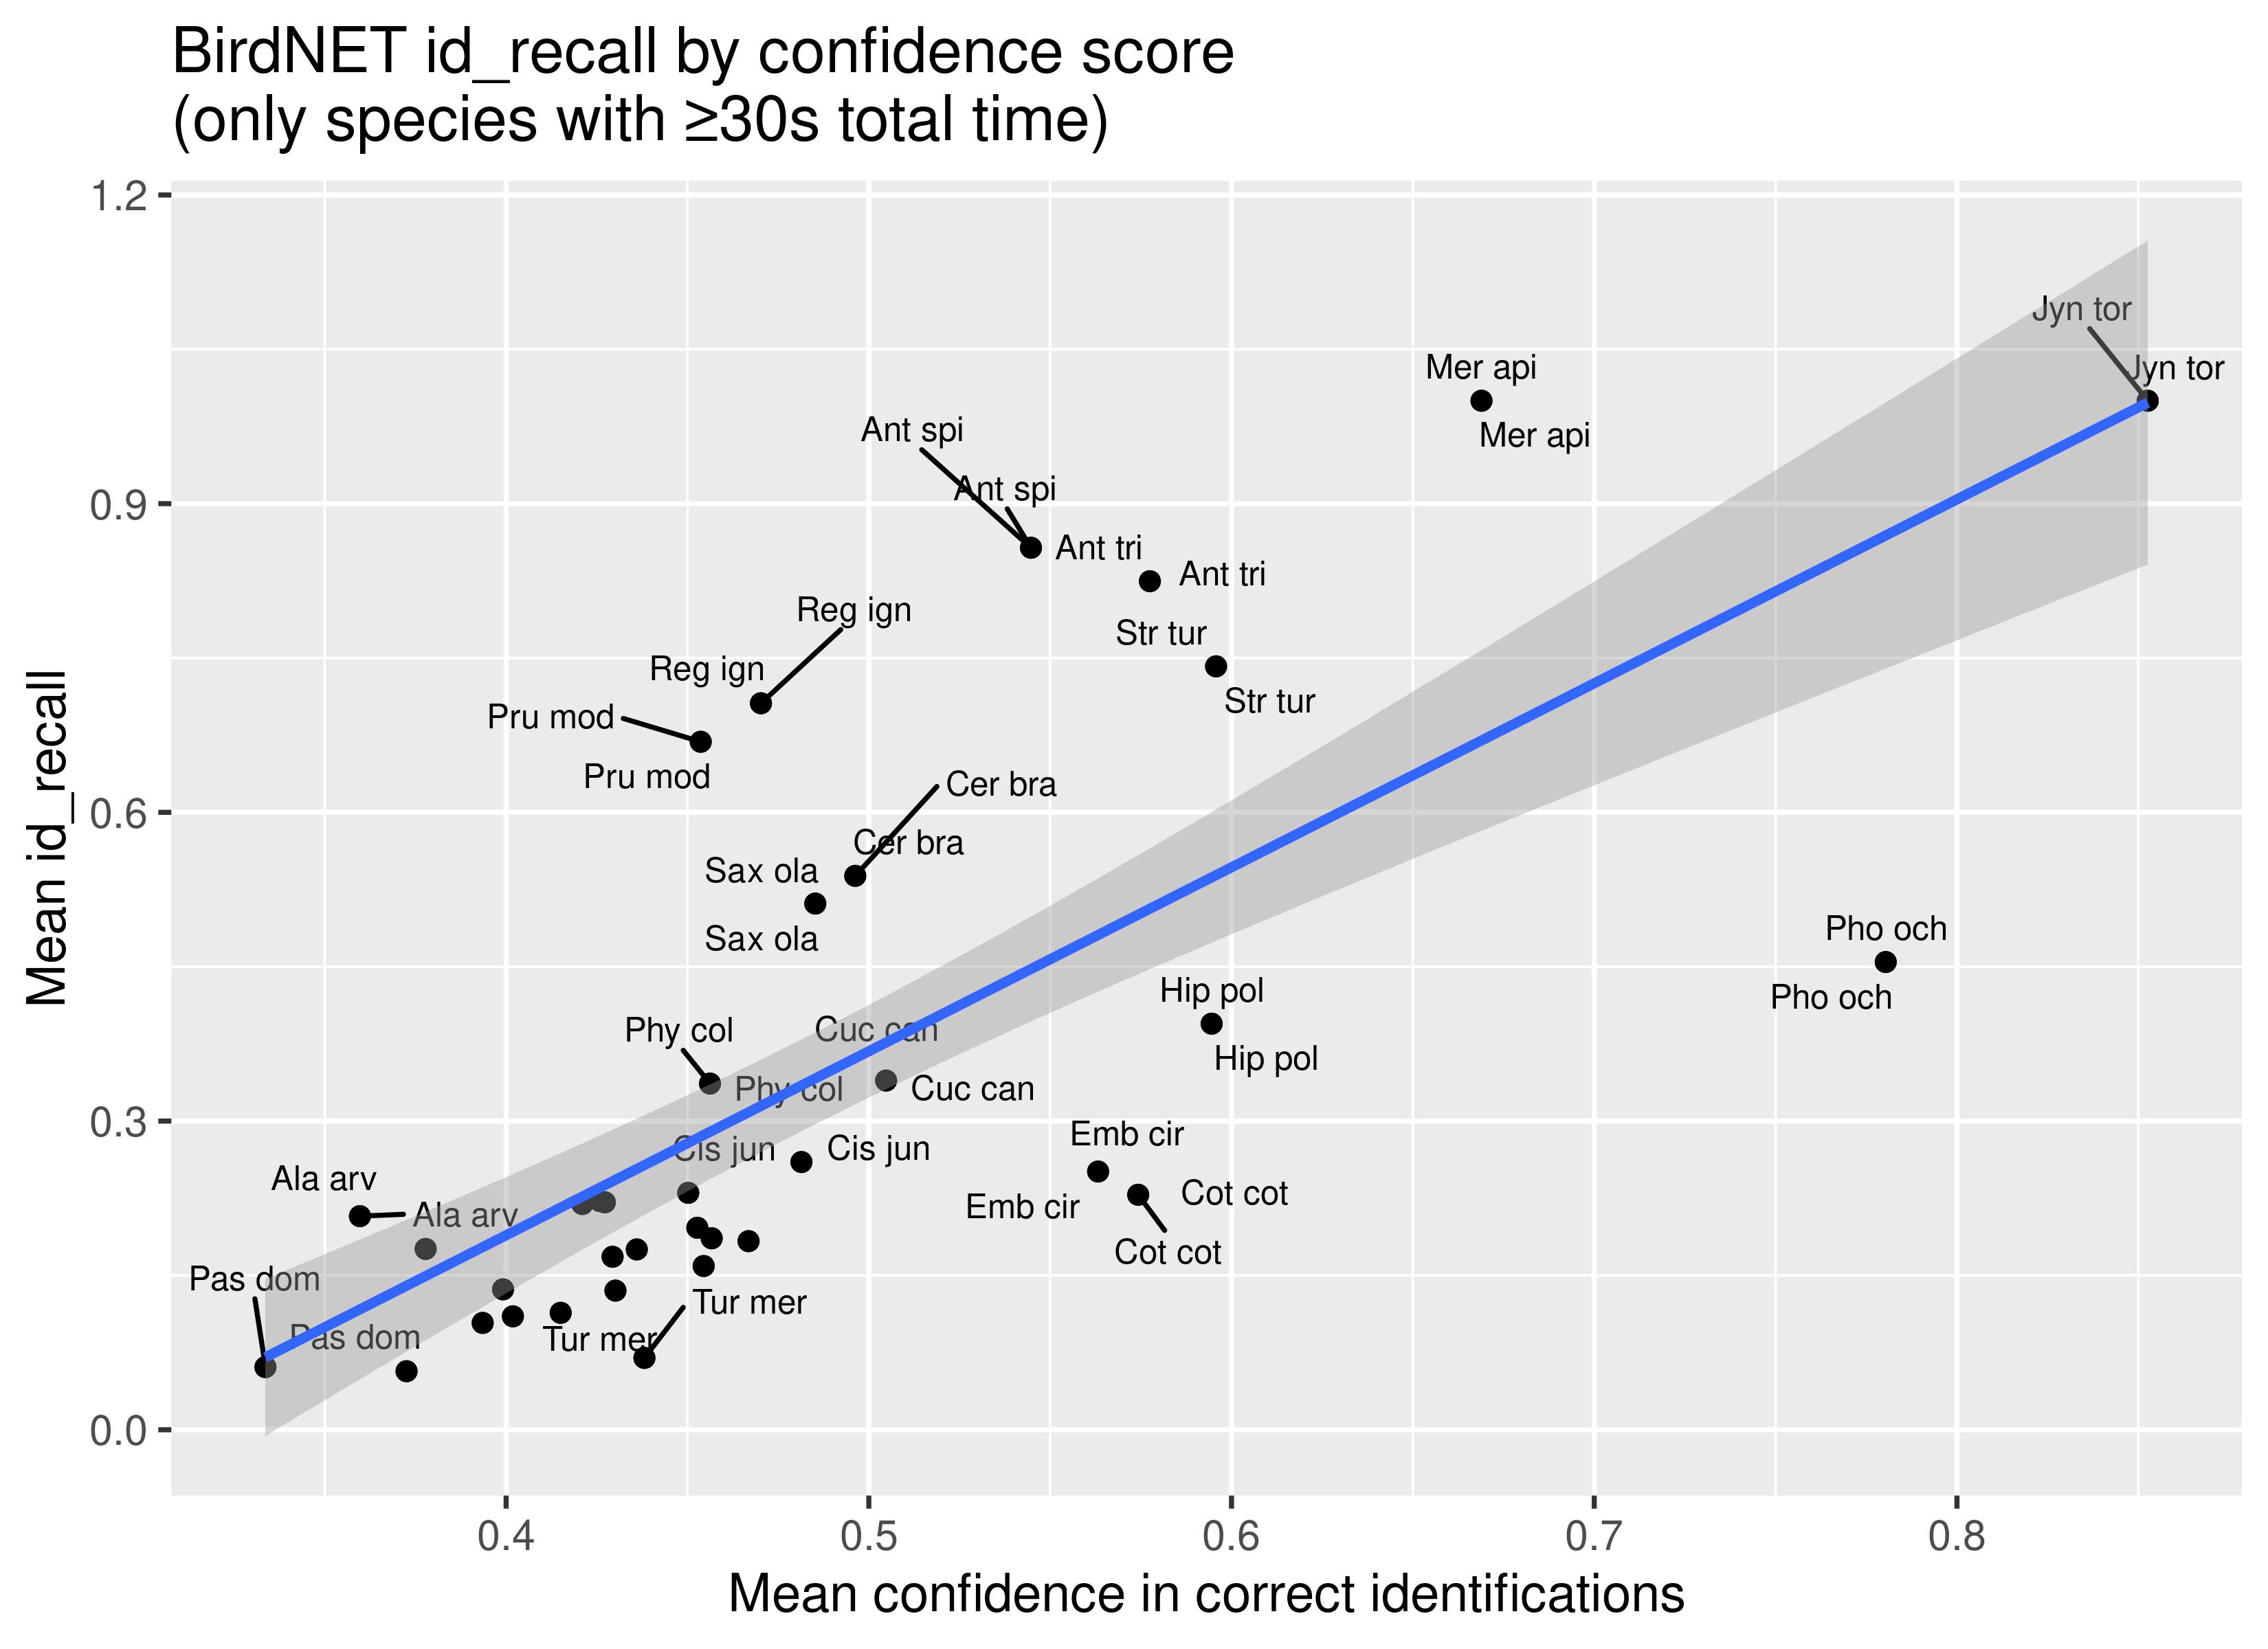 BirdNET id_recall by confidence score
(only species with ≥30s total time)
1.2
Jyn tor
Mer api
Jyn tor
Ant spi
Mer api
Ant spi
0.9
Ant tri
Ant tri
Reg ign
Str tur
Reg ign
Str tur
Pru mod
Pru mod
Cer bra
0.6
Cer bra
Sax ola
Pho och
Sax ola
Hip pol
Pho och
Phy col
Cuc can
Hip pol
Phy col
Cuc can
0.3
Emb cir
Cis jun
Cis jun
Ala arv
Cot cot
Emb cir
Ala arv
Cot cot
Pas dom
Tur mer
Pas dom
Tur mer
0.0
Mean id_recall
0.4
0.5
0.6
0.7
0.8
Mean confidence in correct identifications